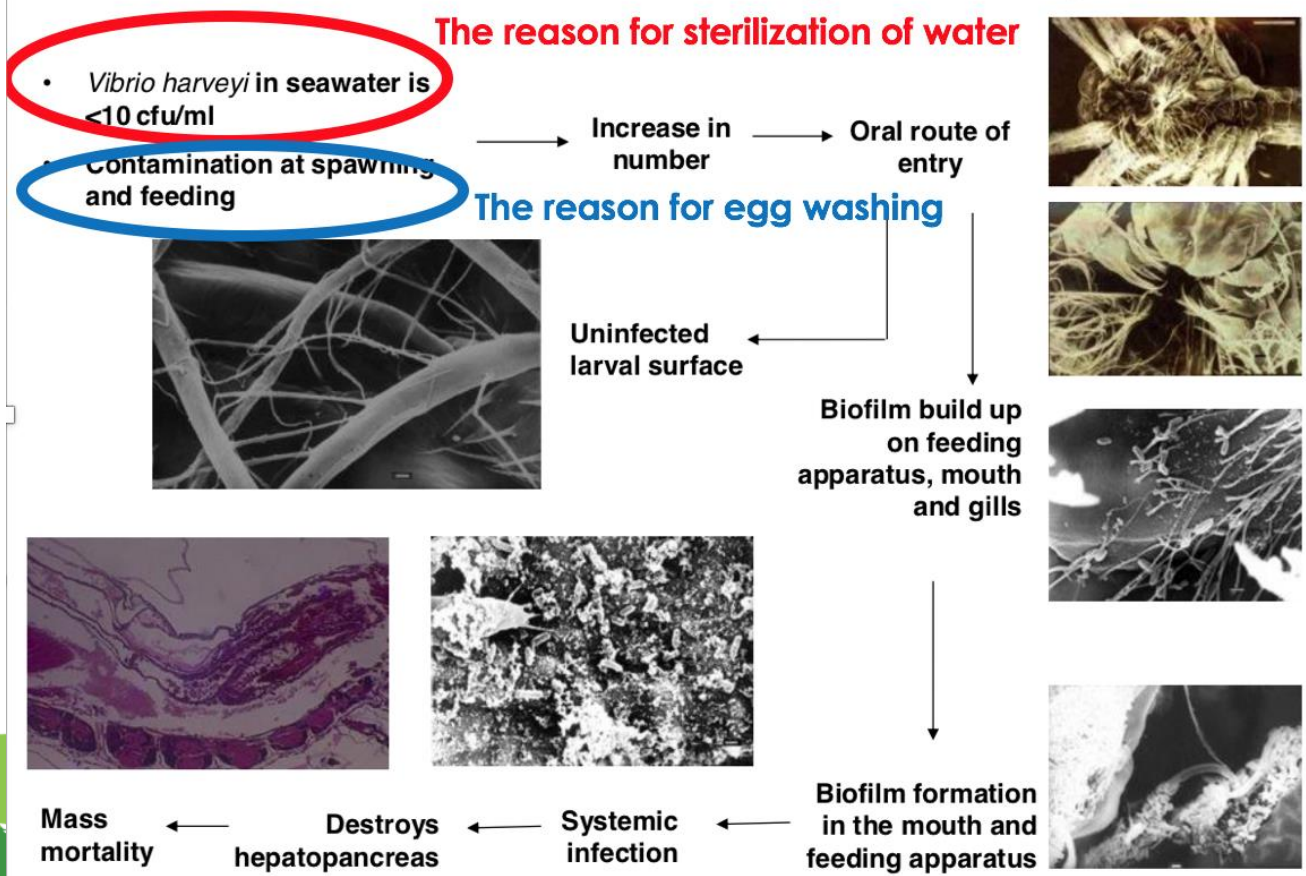 The reason for sterilization of water
• Vibrio harveyi in seawater is
<10 cfu/ml
• Contamination at spawning
and feeding
The reason for egg washing
Increase in
number
Oral route of
entry
Uninfected
larval surface
Biofilm build up
on feeding
apparatus, mouth
and gills
Biofilm formation
in the mouth and
feeding apparatus
Systemic
infection
Destroys
hepatopancreas
Mass
mortality